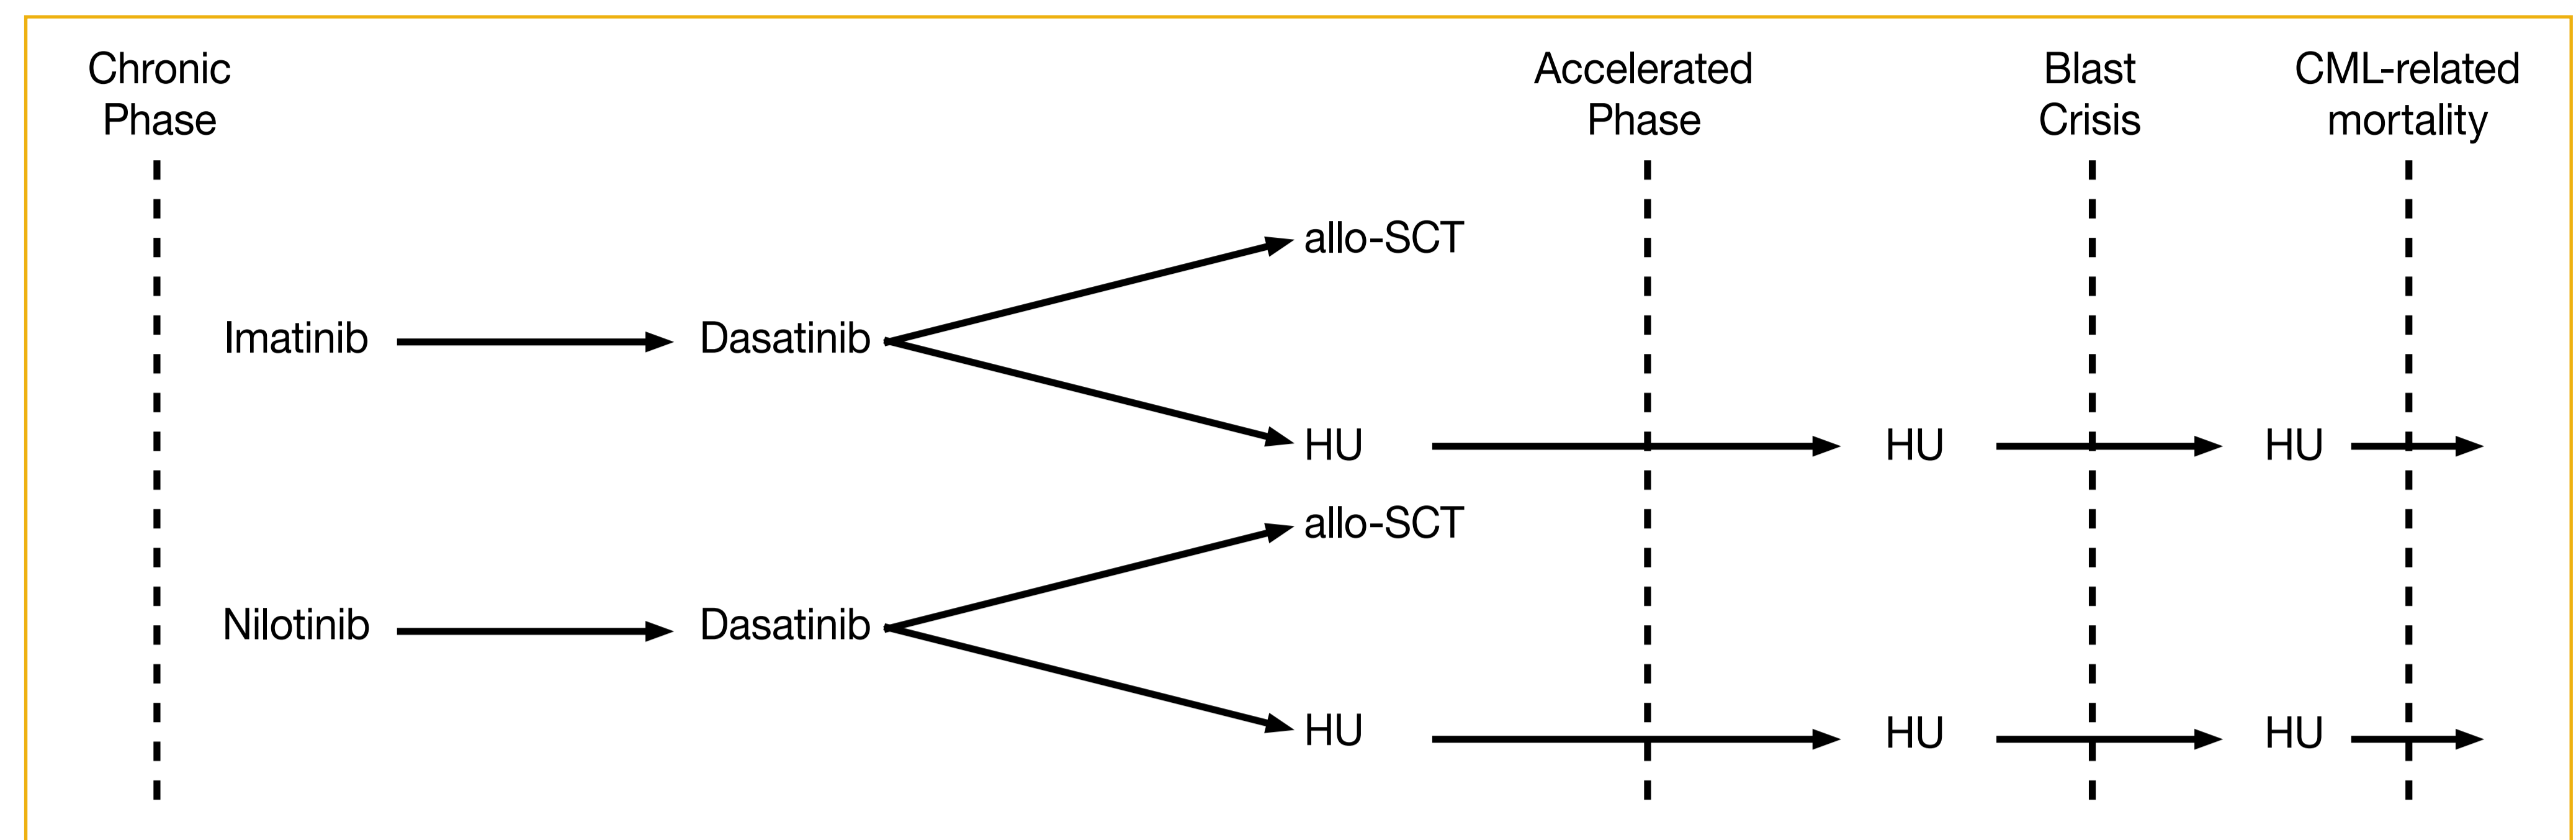 Chronic
Phase
Accelerated
Phase
Blast
Crisis
CML-related
mortality
allo-SCT
Imatinib
Dasatinib
HU
HU
HU
allo-SCT
Nilotinib
Dasatinib
HU
HU
HU